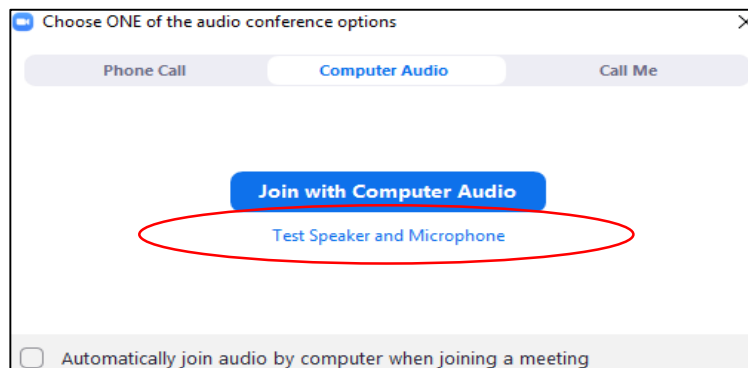 Choose ONE of the audio conference options
Phone Call Computer Audio Call Me
Join with Computer Audio
Test Speaker and Microphone
Automatically join audio by computer when joining a meeting